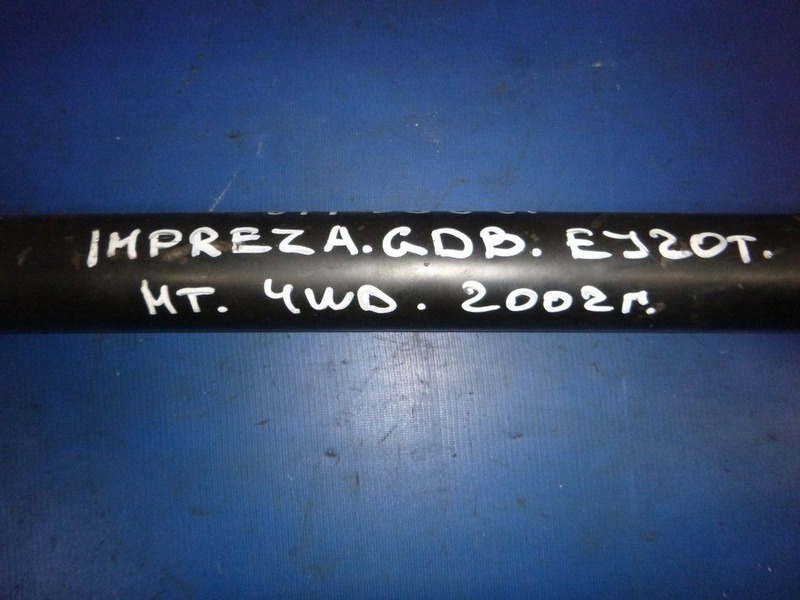 IMPREZA. GDB. EJ20T.
MT. 4WD. 2002г.